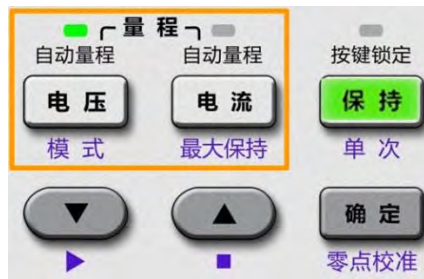 量 程
自动量程 自动量程 按键锁定
电 压 电 流 保 持
模 式 最大保持 单 次
确 定
零点校准